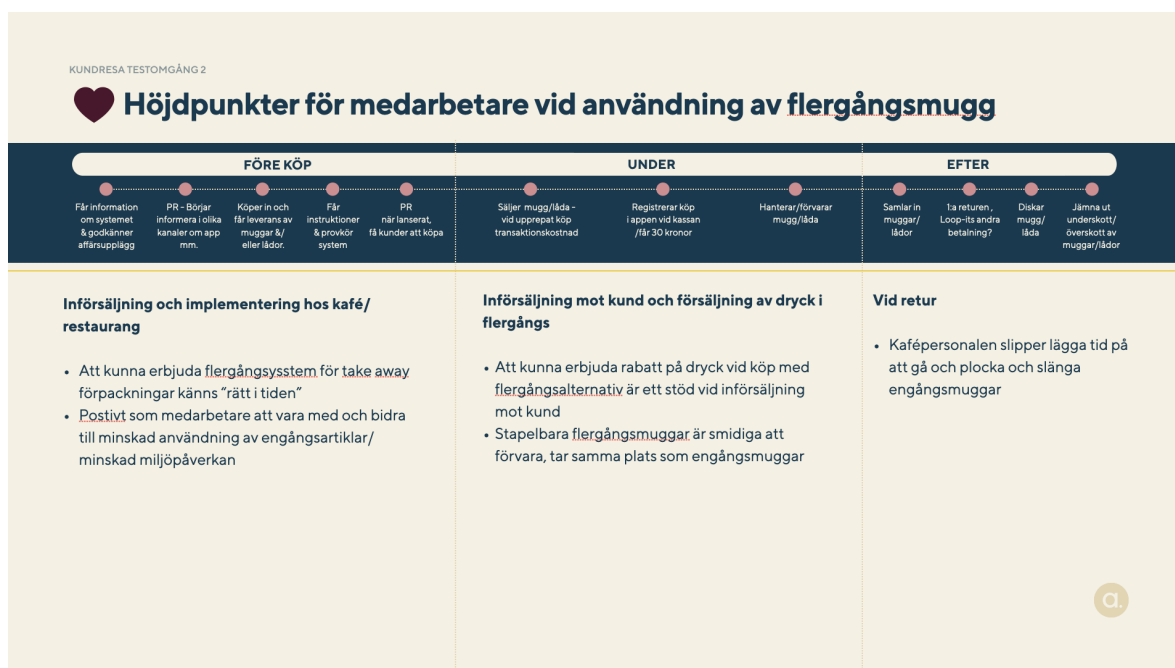 KUNDRESA TESTOMGÅNG 2
Höjdpunkter för medarbetare vid användning av flergångsmugg
FÖRE KÖP
Får information
om systemet
& godkänner
affärsupplägg
PR - Börjar
informera i olika
kanaler om app
mm.
Köper in och
får leverans av
muggar &/
eller lådor.
Får
instruktioner
& provkör
system
PR
når lanserat,
få kunder att köpa
UNDER
Säljer mugg/låda -
vid upprepat köp
transaktionskostnad
Registrerar köp
i appen vid kassan
/får 30 kronor
Hanterar/förvarar
mugg/låda
EFTER
Samlar in
muggar/
lådor
1:a returen ,
Loop-its andra
betalning?
Diskar
mugg/
låda
Jämna ut
underskott/
överskott av
muggar/lådor
Införsäljning och implementering hos kafé/
restaurang
• Att kunna erbjuda flergångsysstem för take away
förpackningar känns ”rätt i tiden”
• Postivt som medarbetare att vara med och bidra
till minskad användning av engångsartiklar/
minskad miljöpåverkan
Införsäljning mot kund och försäljning av dryck i
flergångs
• Att kunna erbjuda rabatt på dryck vid köp med
flergångsalternativ är ett stöd vid införsäljning
mot kund
• Stapelbara flergångsmuggar är smidiga att
förvara, tar samma plats som engångsmuggar
Vid retur
• Kafépersonalen slipper lägga tid på
att gå och plocka och slänga
engångsmuggar
a.